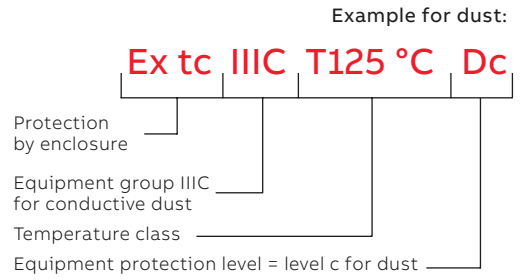 Example for dust:
Ex tc IIIC T125 °C Dc
Protection
by enclosure
Equipment group IIIC
for conductive dust
Temperature class
Equipment protection level = level c for dust